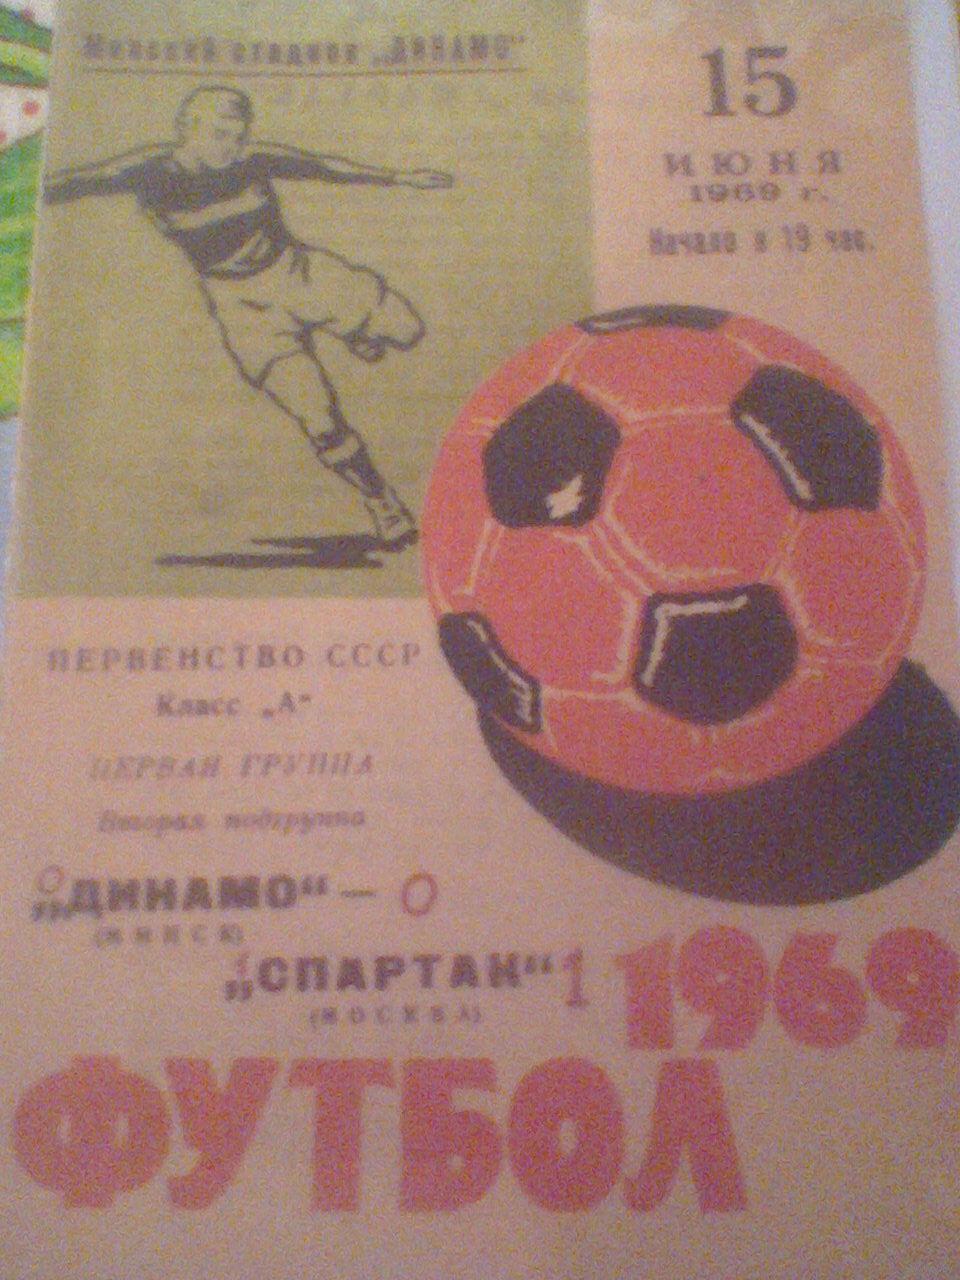 Минский стадион „ДИНАМО“
15
ИЮНЯ
1969 г.
Начало в 19 час.
ПЕРВЕНСТВО СССР
Класс „А“
ПЕРВАЯ ГРУППА
Вторая подгруппа
0
„ДИНАМО“ — 0
(МИНСК)
1
„СПАРТАК“ 1
(МОСКВА)
1969
ФУТБОЛ